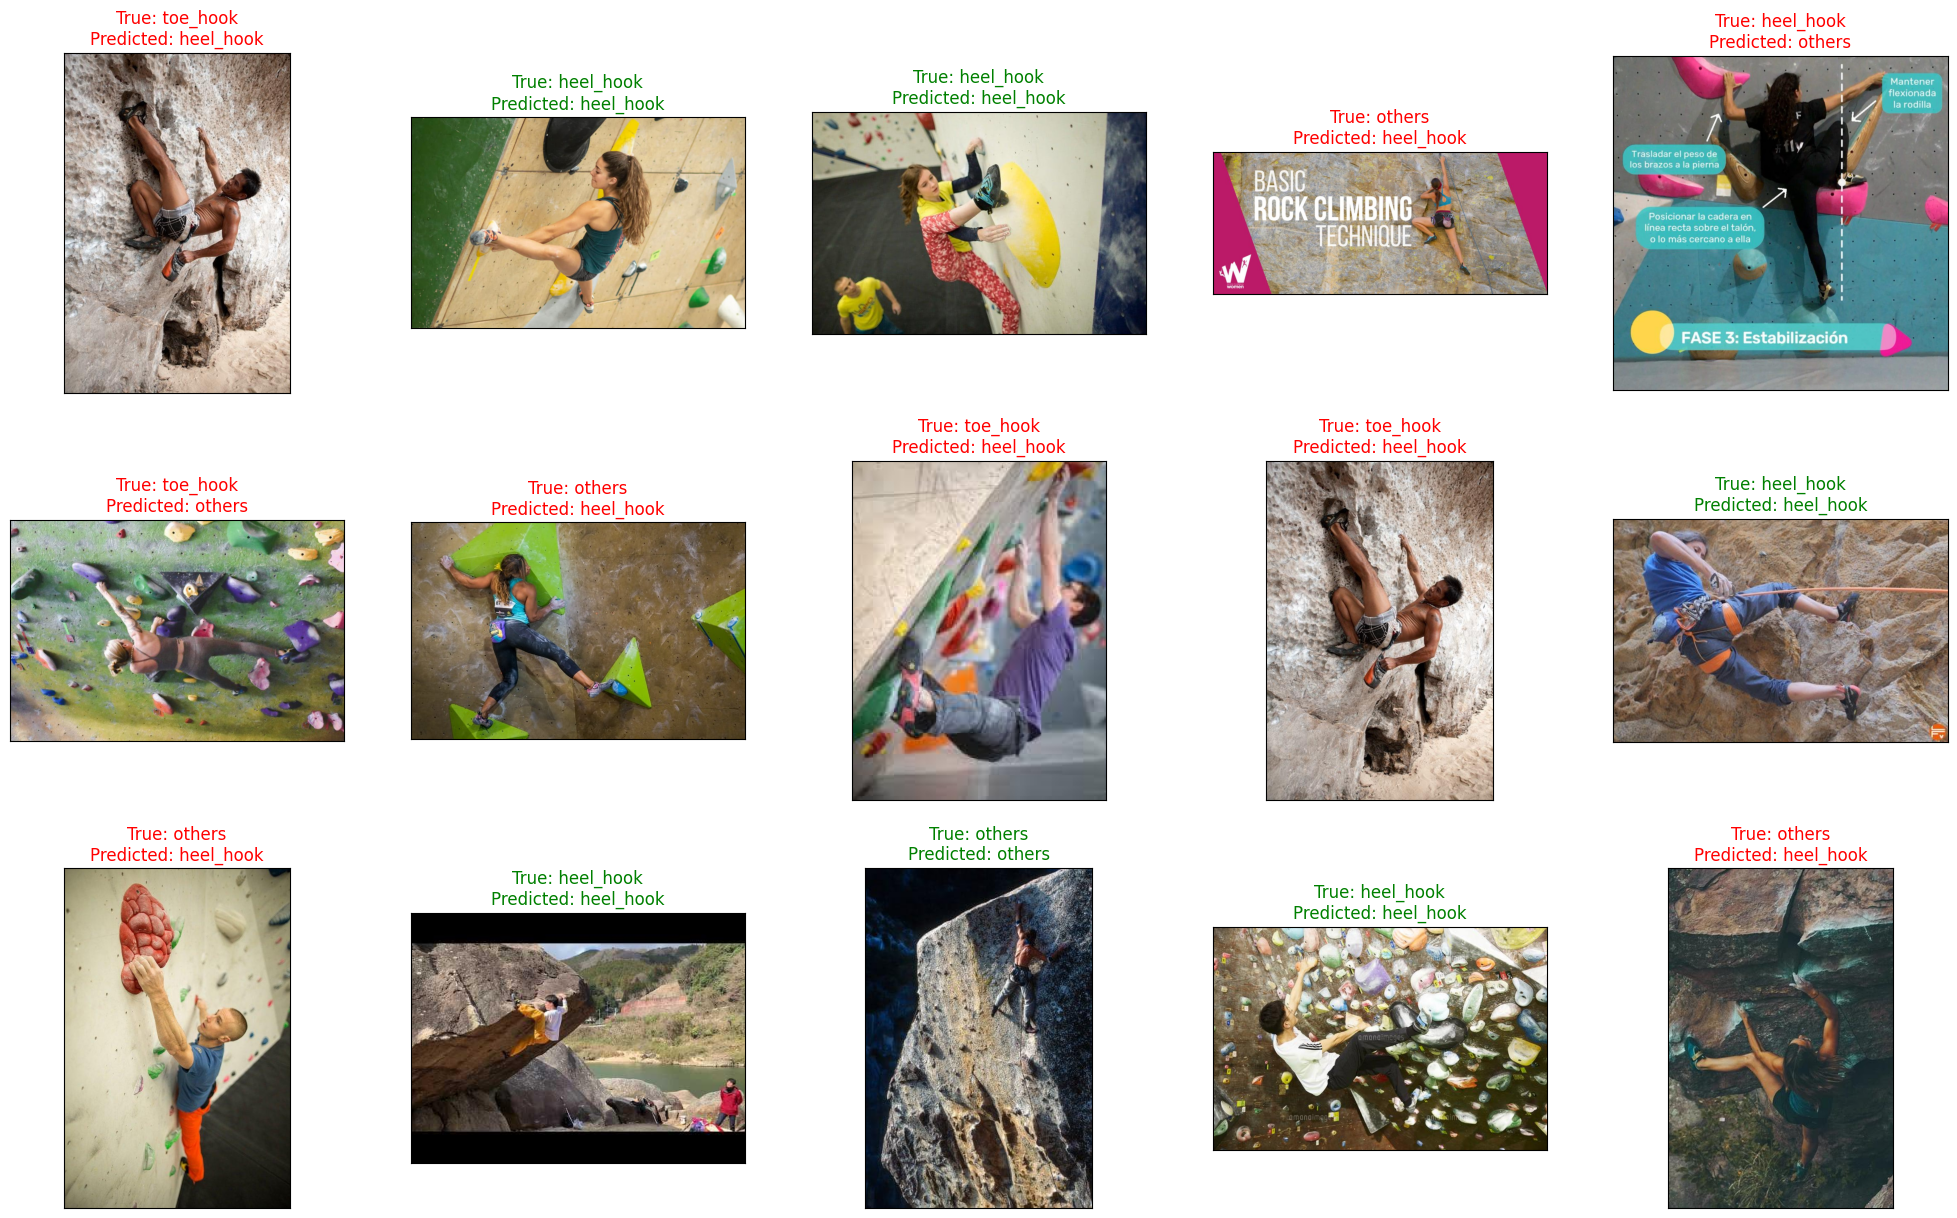 True: toe_hook
Predicted: heel_hook
True: heel_hook
Predicted: heel_hook
True: heel_hook
Predicted: heel_hook
True: others
Predicted: heel_hook
BASIC
ROCK CLIMBING
TECHNIQUE
W
women
True: heel_hook
Predicted: others
Mantener
flexionada
la rodilla
Trasladar el peso de
los brazos a la pierna
Posicionar la cadera en
línea recta sobre el talón,
o lo más cercano a ella
FASE 3: Estabilización
True: toe_hook
Predicted: others
True: others
Predicted: heel_hook
True: toe_hook
Predicted: heel_hook
True: toe_hook
Predicted: heel_hook
True: heel_hook
Predicted: heel_hook
True: others
Predicted: heel_hook
True: heel_hook
Predicted: heel_hook
True: others
Predicted: others
True: heel_hook
Predicted: heel_hook
True: others
Predicted: heel_hook